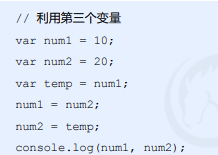 // 利用第三个变量
var num1 = 10;
var num2 = 20;
var temp = num1;
num1 = num2;
num2 = temp;
console.log(num1, num2);